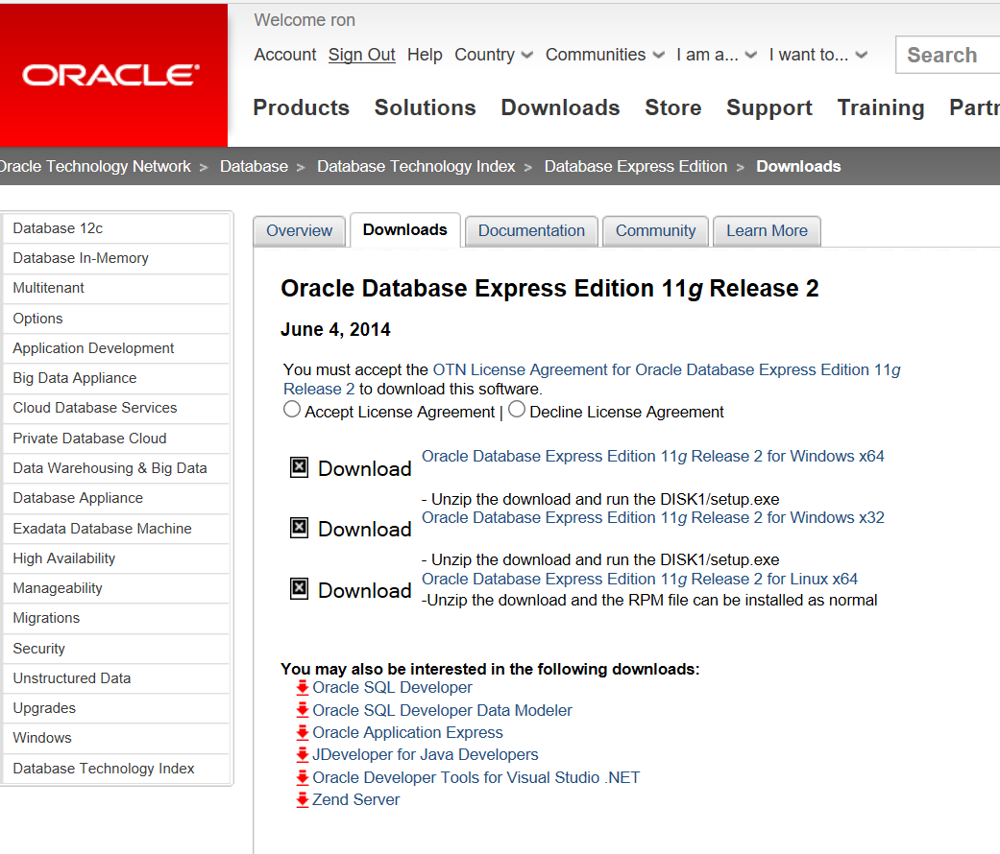 ORACLE
Welcome ron
Account Sign Out Help Country Communities I am a... I want to... Search
Products Solutions Downloads Store Support Training Partr
Oracle Technology Network > Database > Database Technology Index > Database Express Edition > Downloads
Database 12c
Database In-Memory
Multitenant
Options
Application Development
Big Data Appliance
Cloud Database Services
Private Database Cloud
Data Warehousing & Big Data
Database Appliance
Exadata Database Machine
High Availability
Manageability
Migrations
Security
Unstructured Data
Upgrades
Windows
Database Technology Index
Overview Downloads Documentation Community Learn More
Oracle Database Express Edition 11g Release 2
June 4, 2014
You must accept the OTN License Agreement for Oracle Database Express Edition 11g
Release 2 to download this software.
Accept License Agreement | Decline License Agreement
Download Oracle Database Express Edition 11g Release 2 for Windows x64
- Unzip the download and run the DISK1/setup.exe
Download Oracle Database Express Edition 11g Release 2 for Windows x32
- Unzip the download and run the DISK1/setup.exe
Download Oracle Database Express Edition 11g Release 2 for Linux x64
-Unzip the download and the RPM file can be installed as normal
You may also be interested in the following downloads:
Oracle SQL Developer
Oracle SQL Developer Data Modeler
Oracle Application Express
JDeveloper for Java Developers
Oracle Developer Tools for Visual Studio .NET
Zend Server